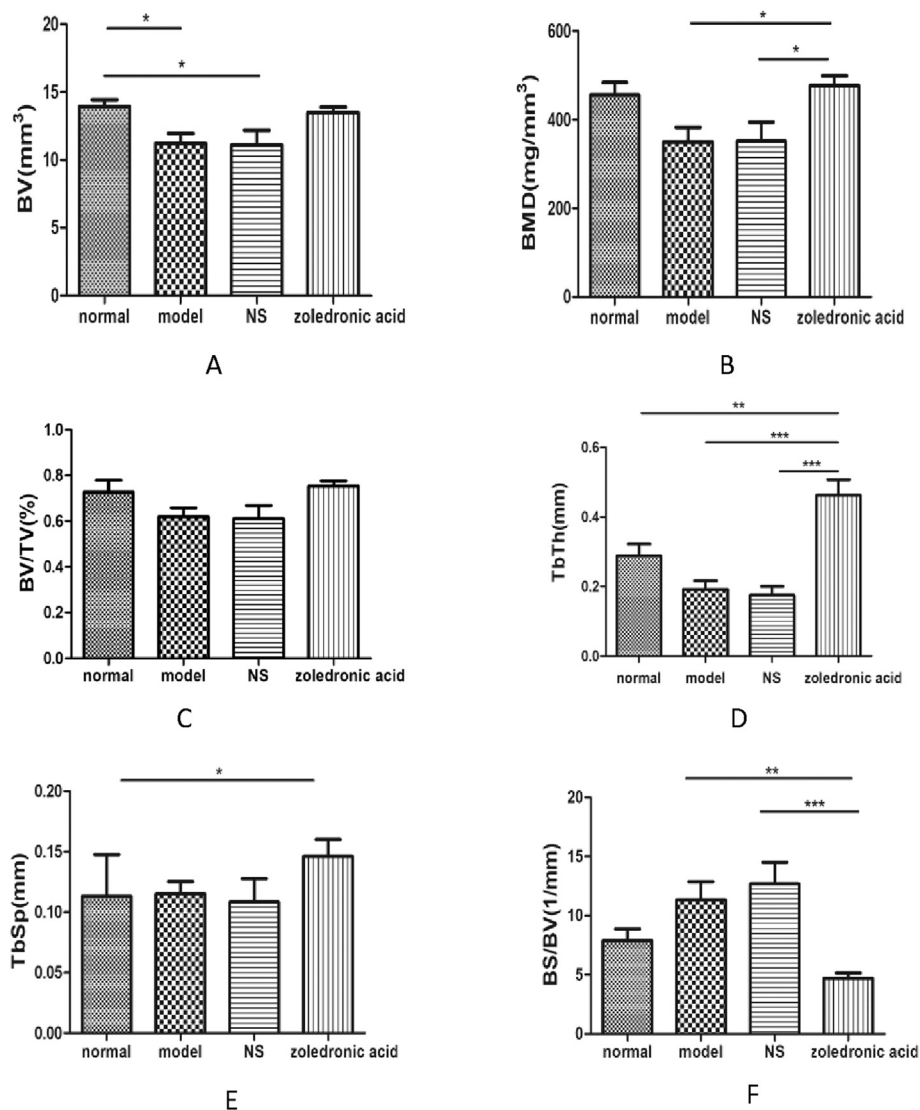 *
*
BV(mm³)
20
15
10
5
0
normal model NS zoledronic acid
A
*
*
BMD(mg/mm³)
600
400
200
0
normal model NS zoledronic acid
B
BV/TV(%)
1.0
0.8
0.6
0.4
0.2
0.0
normal model NS zoledronic acid
C
**
***
***
TbTh(mm)
0.6
0.4
0.2
0.0
normal model NS zoledronic acid
D
*
TbSp(mm)
0.20
0.15
0.10
0.05
0.00
normal model NS zoledronic acid
E
**
***
BS/BV(1/mm)
20
15
10
5
0
normal model NS zoledronic acid
F